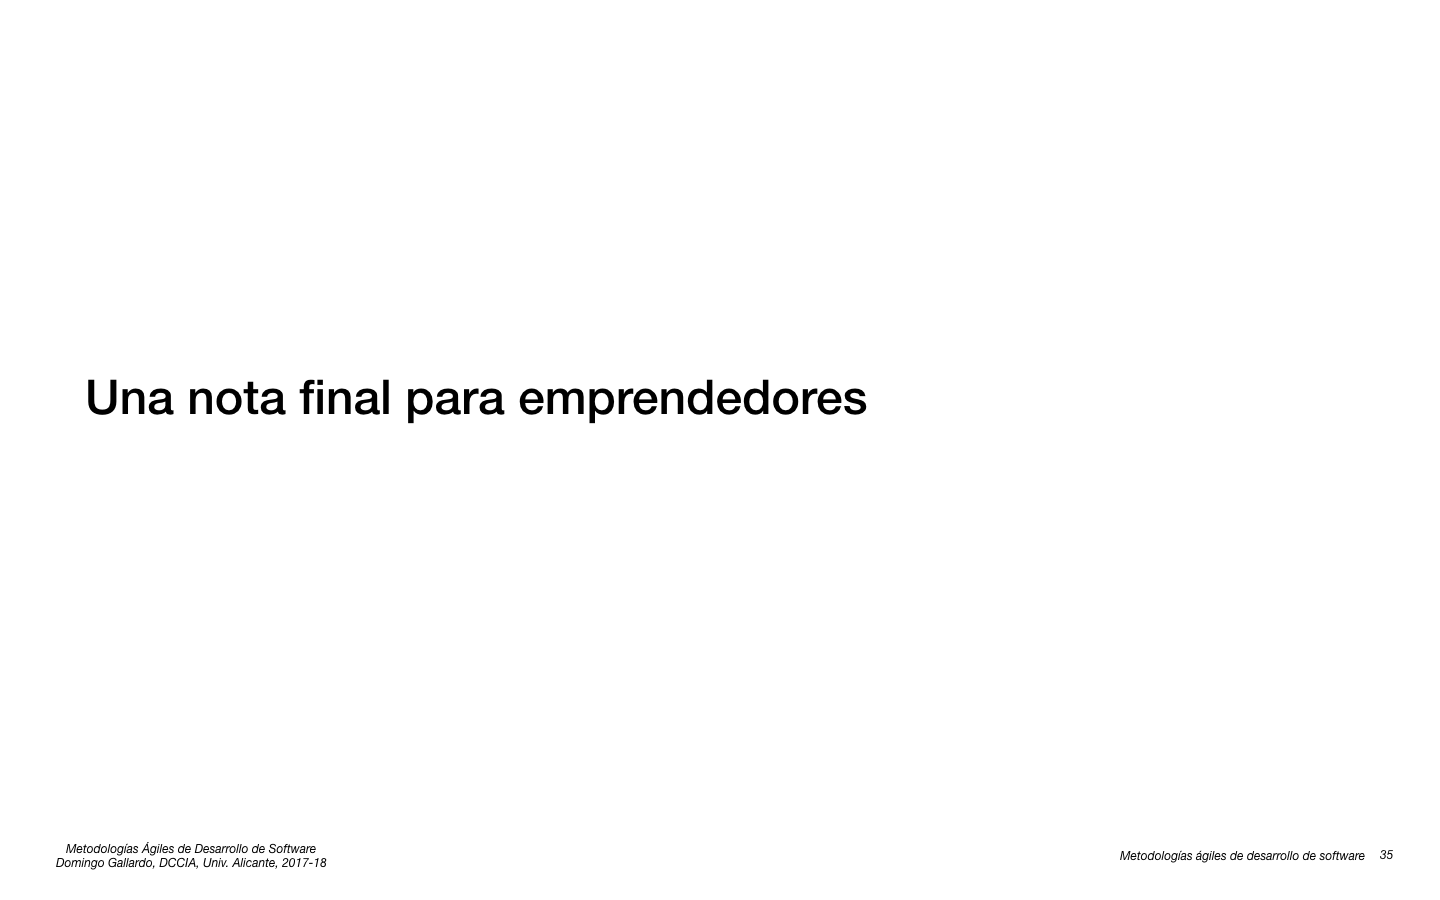 Una nota final para emprendedores
Metodologías Ágiles de Desarrollo de Software
Domingo Gallardo, DCCIA, Univ. Alicante, 2017-18
Metodologías ágiles de desarrollo de software 35